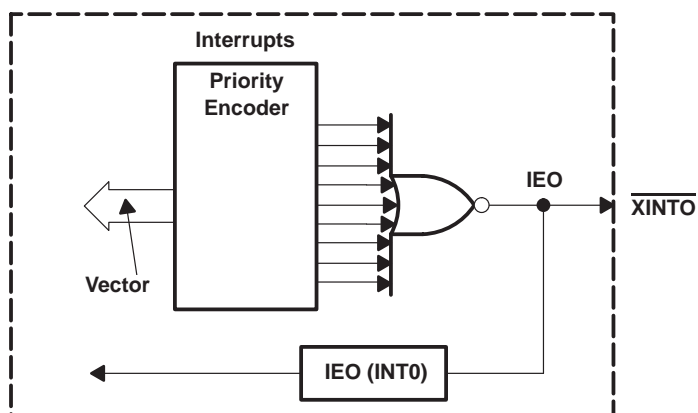 Interrupts
Priority
Encoder
IEO
XINTO
Vector
IEO (INT0)